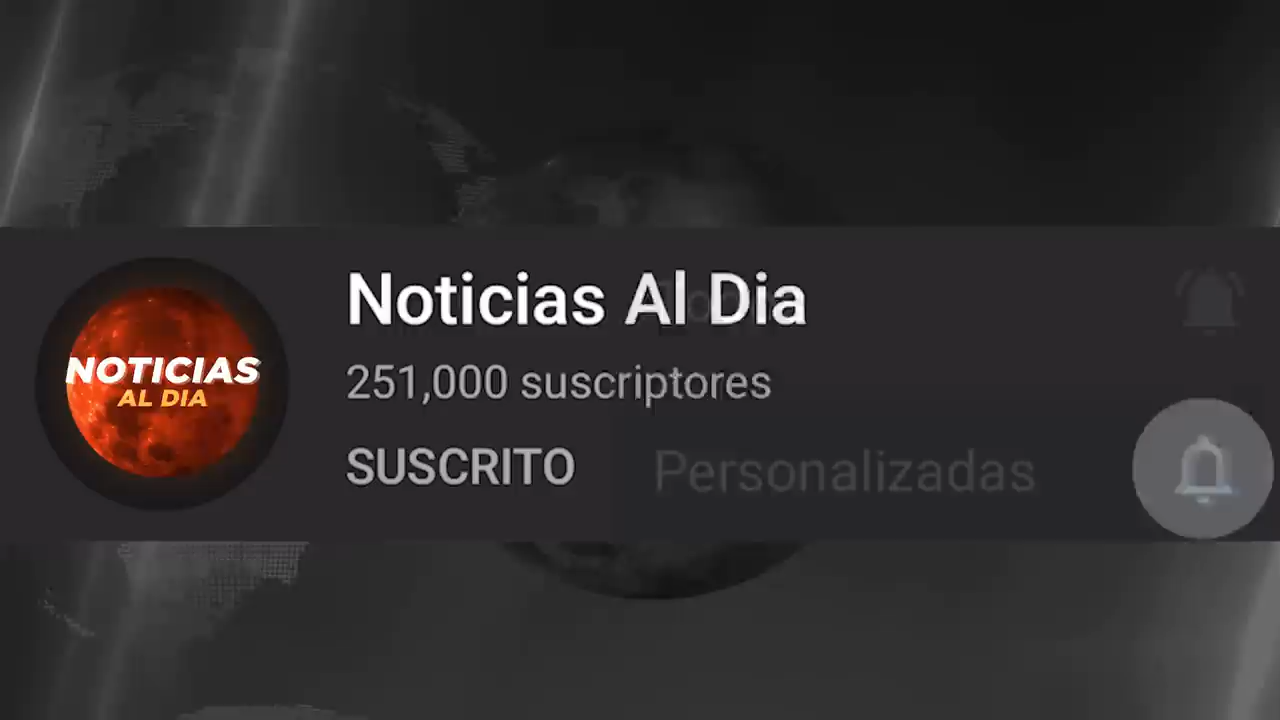 Noticias Al Dia
251,000 suscriptores
NOTICIAS
AL DIA
SUSCRITO
Personalizadas